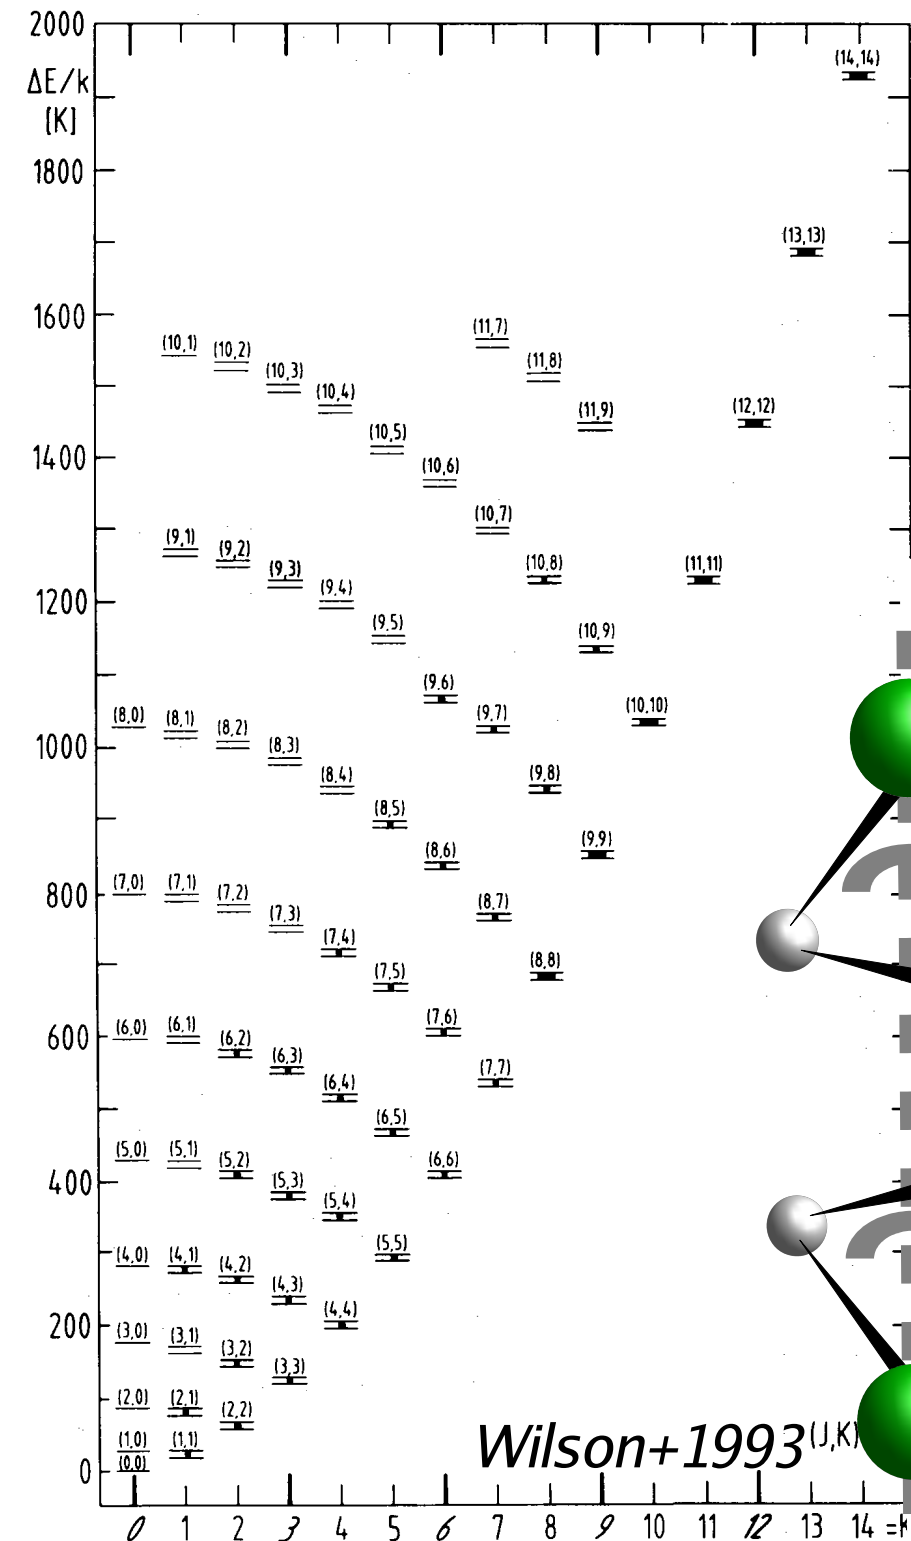 2000
ΔE/k
[K]
(14,14)
1800
(13,13)
1600
(10,1) (10,2) (11,7)
(10,3) (11,8)
(10,4) (11,9) (12,12)
(10,5)
1400
(10,6)
(10,7)
(9,1) (9,2) (10,8) (11,11)
(9,3)
1200
(9,4)
(9,5) (10,9)
(9,6)
(8,0) (8,1) (8,2) (9,7) (10,10)
1000
(8,3)
(8,4) (9,8)
(8,5)
(8,6) (9,9)
800
(7,0) (7,1) (7,2) (8,7)
(7,3)
(7,4) (8,8)
(7,5)
600
(6,0) (6,1) (6,2) (7,6)
(6,3) (7,7)
(6,4)
(6,5)
(5,0) (5,1) (5,2) (6,6)
400
(5,3)
(5,4)
(5,5)
(4,0) (4,1) (4,2)
(4,3)
200
(4,4)
(3,0) (3,1) (3,2)
(3,3)
(2,0) (2,1) (2,2)
(1,0) (1,1)
(0,0)
0
Wilson+1993 (J,K)
0 1 2 3 4 5 6 7 8 9 10 11 12 13 14 =K